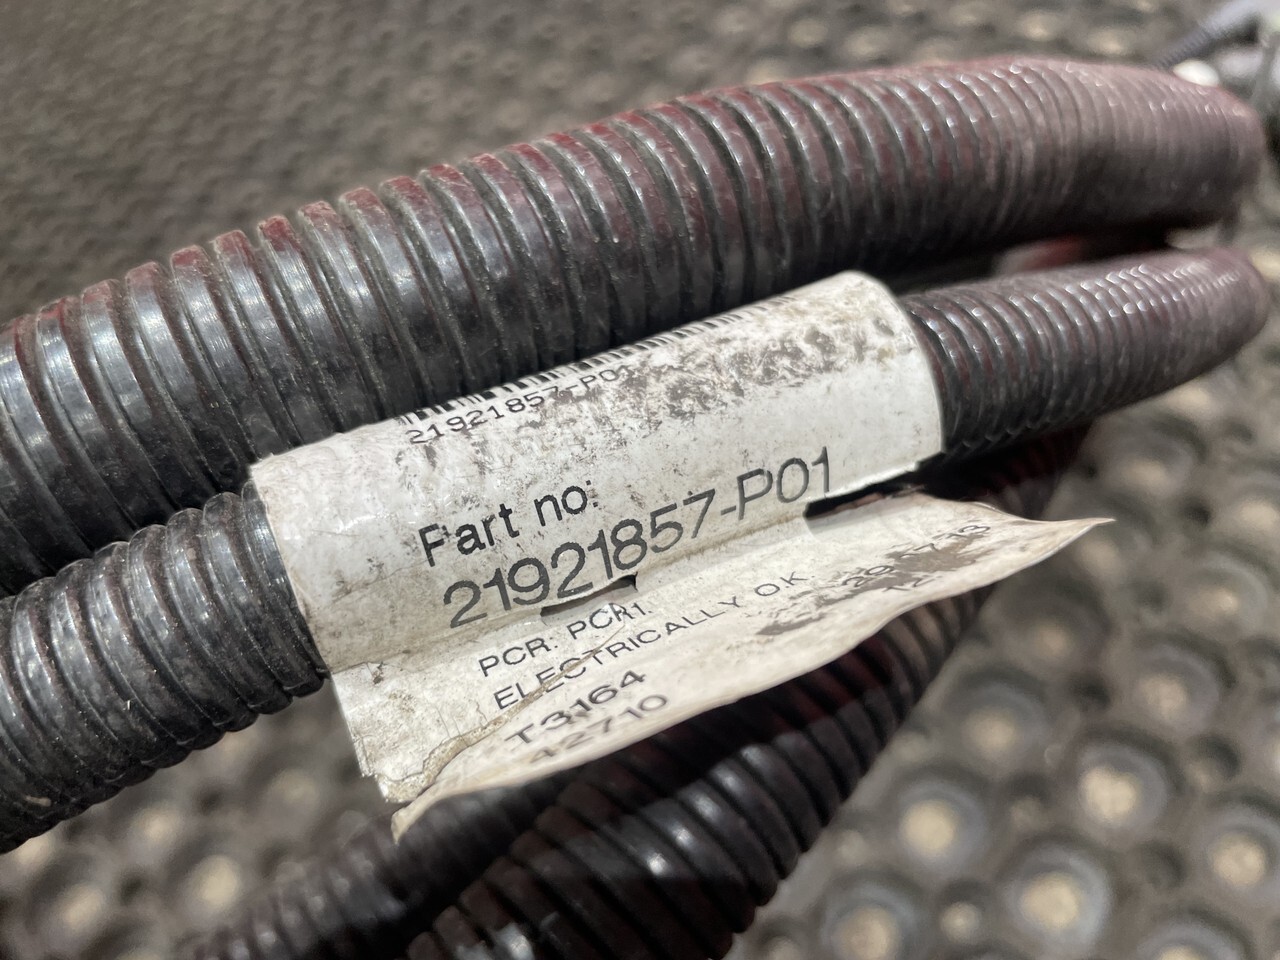 21921857-P01
Part no:
21921857-P01
PCR: PCR1.
ELECTRICALLY OK.
T3164
42710